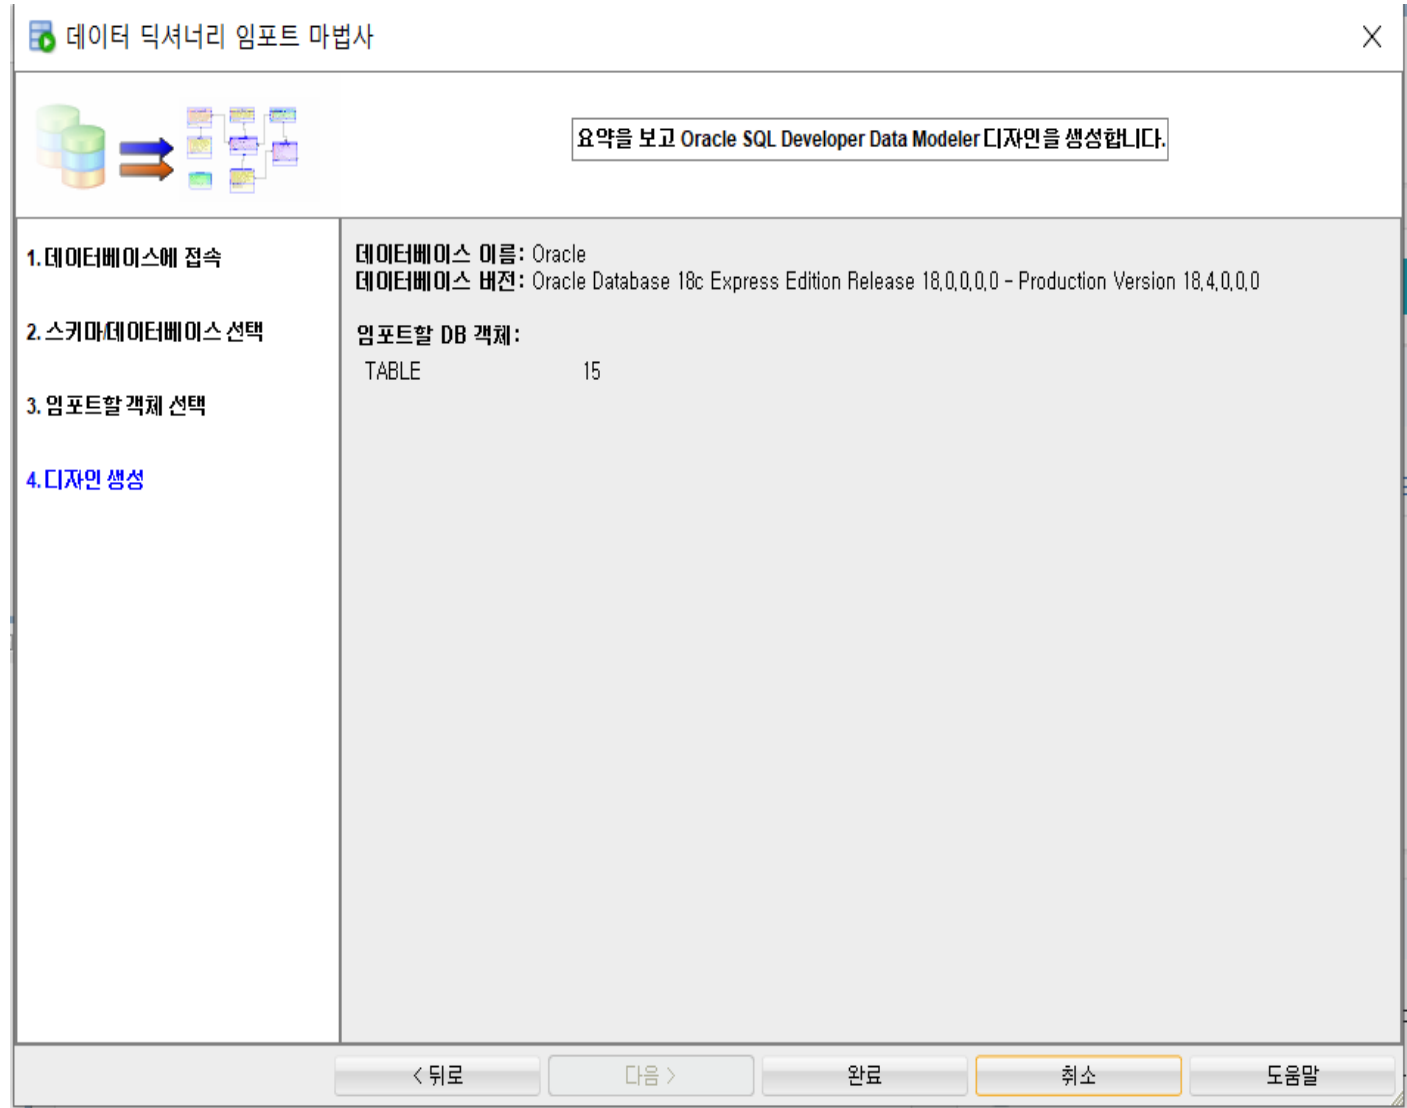 데이터 딕셔너리 임포트 마법사
요약을 보고 Oracle SQL Developer Data Modeler 디자인을 생성합니다.
1. 데이터베이스에 접속
2. 스키마/데이터베이스 선택
3. 임포트할 객체 선택
4. 디자인 생성
데이터베이스 이름: Oracle
데이터베이스 버전: Oracle Database 18c Express Edition Release 18.0.0.0.0 - Production Version 18.4.0.0.0
임포트할 DB 객체:
TABLE 15
< 뒤로
다음 >
완료
취소
도움말